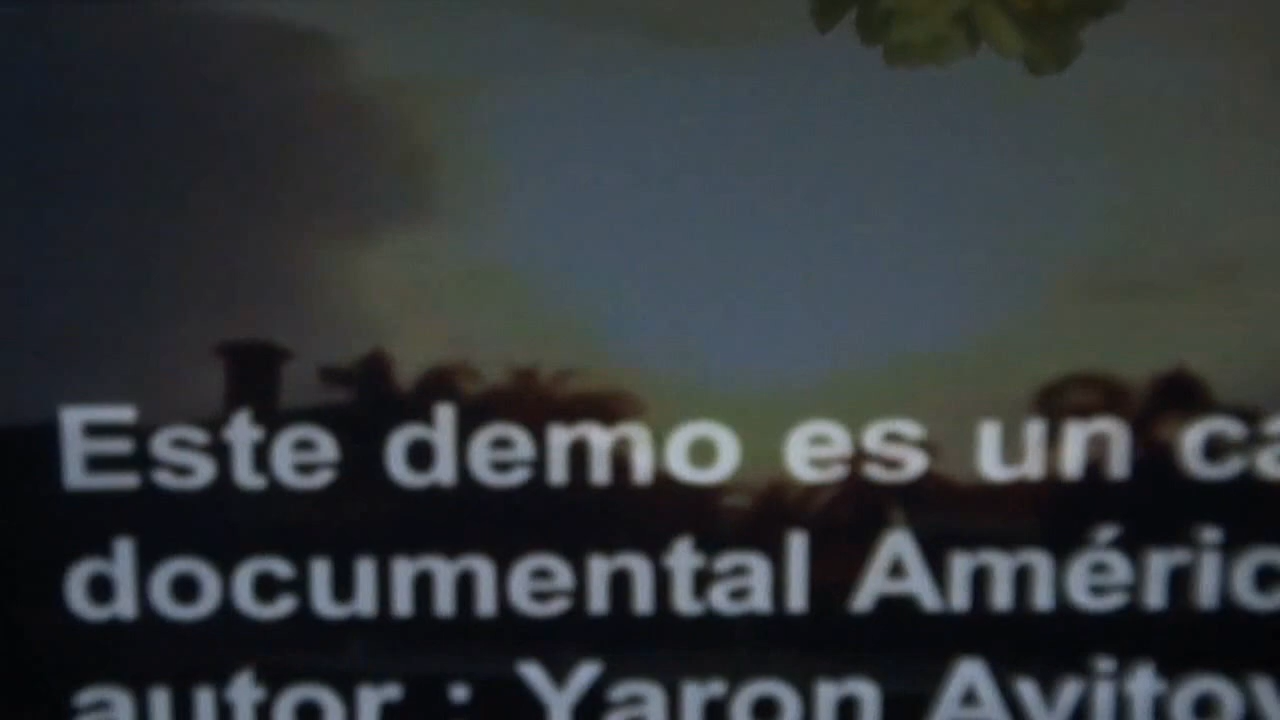 Este demo es un ca
documental Améric
autor : Yaron Avitov